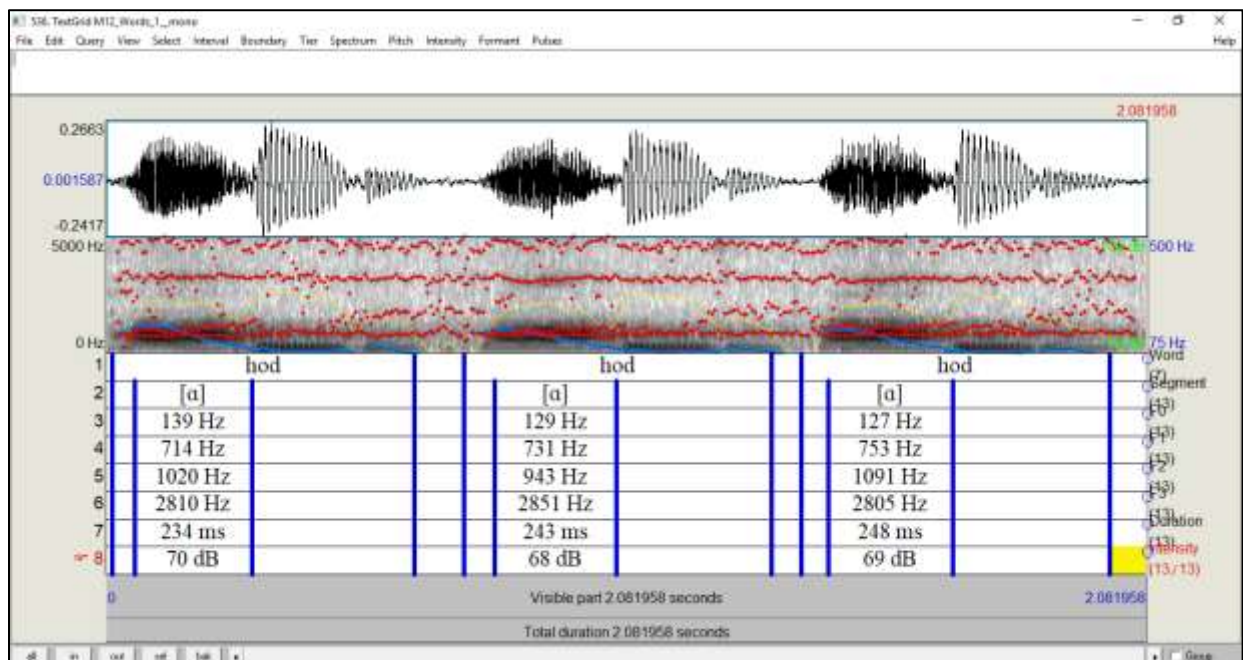 536. TextGrid M12_Words_1_mono
File Edit Query View Select Interval Boundary Tier Spectrum Pitch Intensity Formant Pulses Help
2.081958
0.2663
0.001587
-0.2417
5000 Hz 500 Hz
0 Hz 75 Hz
1 hod hod hod Word
2 [ɑ] [ɑ] [ɑ] Segment
(13)
3 139 Hz 129 Hz 127 Hz
4 714 Hz 731 Hz 753 Hz
5 1020 Hz 943 Hz 1091 Hz
6 2810 Hz 2851 Hz 2805 Hz
7 234 ms 243 ms 248 ms Duration
(13)
8 70 dB 68 dB 69 dB Intensity
(13/13)
0 Visible part 2.081958 seconds 2.081958
Total duration 2.081958 seconds
all in out sel bak Group